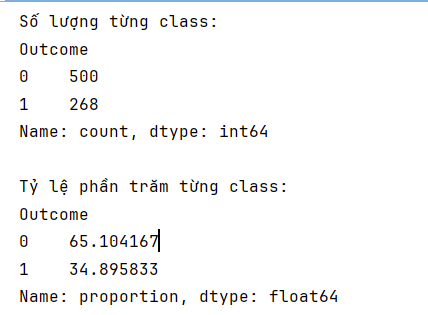 Số lượng từng class:
Outcome
0    500
1    268
Name: count, dtype: int64

Tỷ lệ phần trăm từng class:
Outcome
0    65.104167
1    34.895833
Name: proportion, dtype: float64